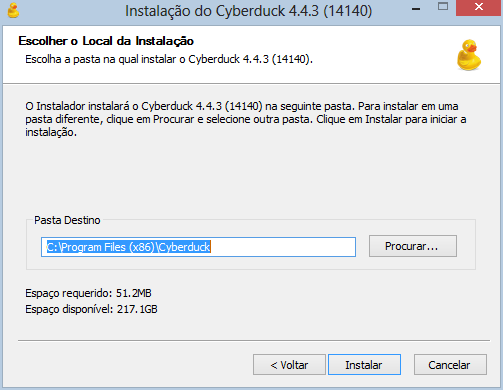 Instalação do Cyberduck 4.4.3 (14140)
Escolher o Local da Instalação
Escolha a pasta na qual instalar o Cyberduck 4.4.3 (14140).
O Instalador instalará o Cyberduck 4.4.3 (14140) na seguinte pasta. Para instalar em uma
pasta diferente, clique em Procurar e selecione outra pasta. Clique em Instalar para iniciar a
instalação.
Pasta Destino
C:\Program Files (x86)\Cyberduck
Procurar...
Espaço requerido: 51.2MB
Espaço disponível: 217.1GB
< Voltar
Instalar
Cancelar